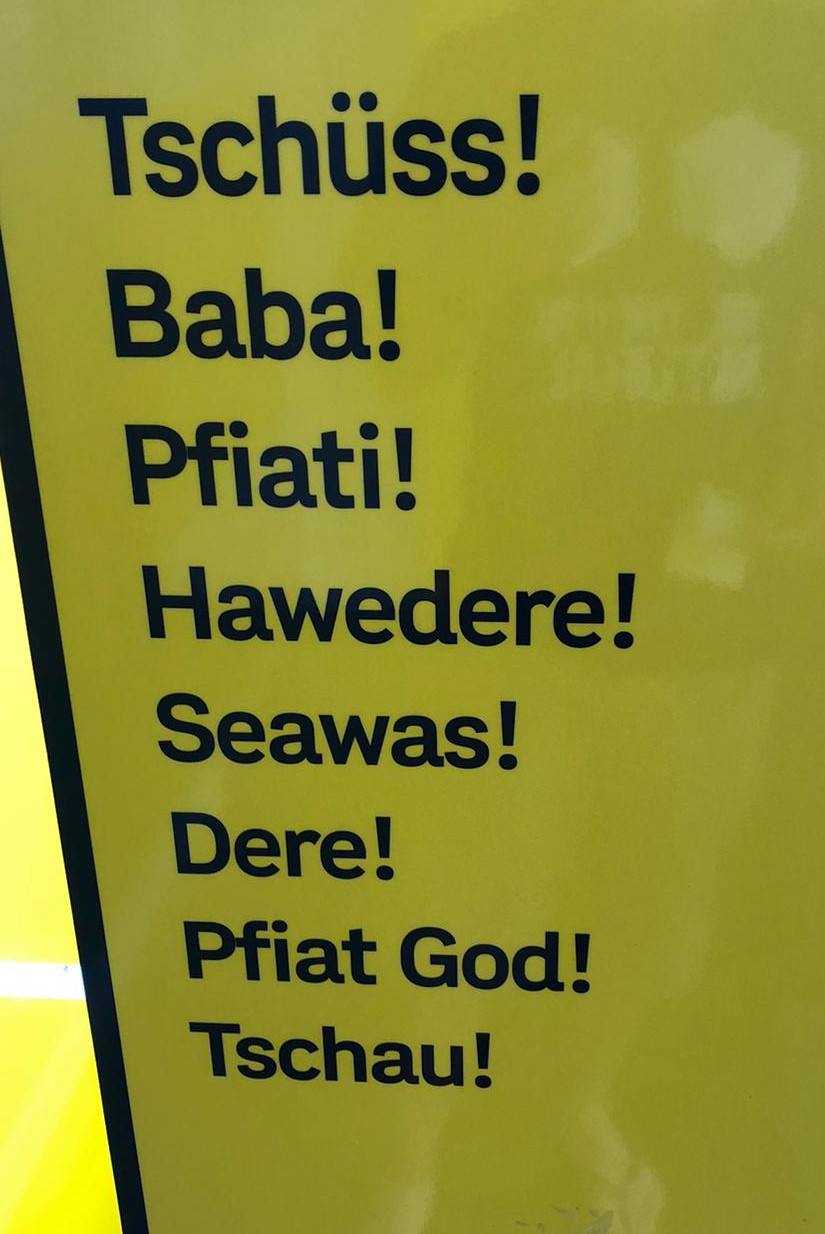 Tschüss!
Baba!
Pfiati!
Hawedere!
Seawas!
Dere!
Pfiat God!
Tschau!